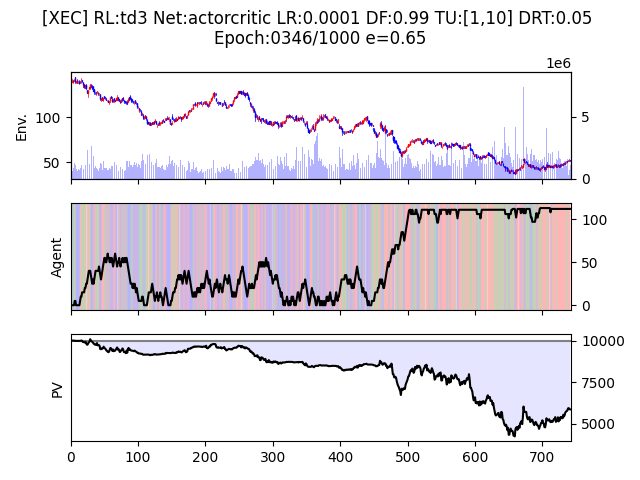 [XEC] RL:td3 Net:actorcritic LR:0.0001 DF:0.99 TU:[1,10] DRT:0.05
Epoch:0346/1000 e=0.65
1e6
Env.
100
50
5
0
Agent
100
50
0
PV
10000
7500
5000
0 100 200 300 400 500 600 700